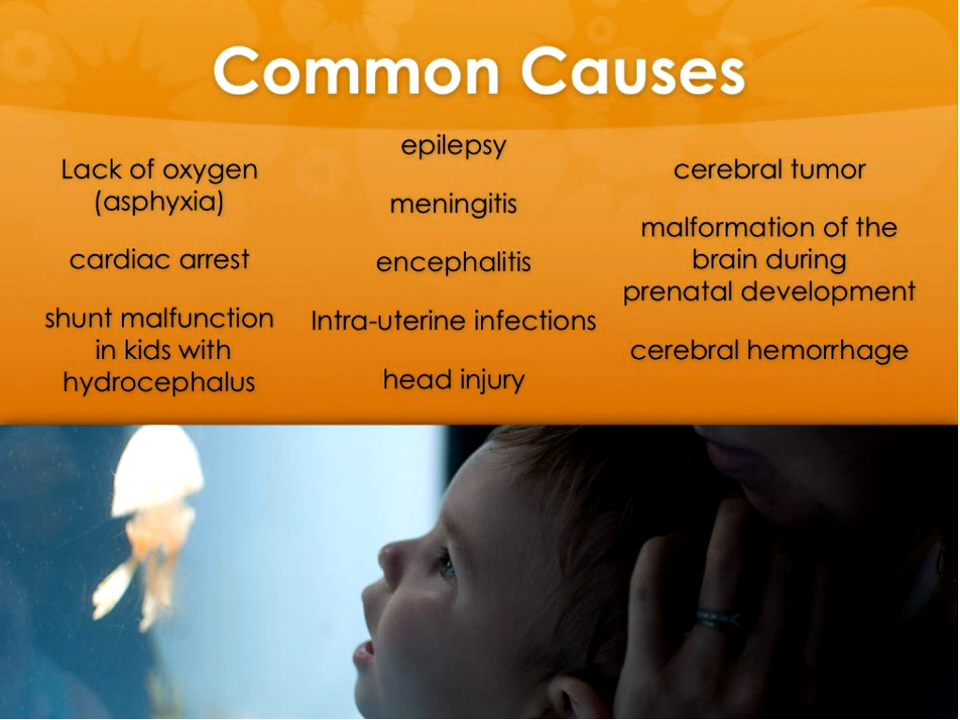 Common Causes
Lack of oxygen
(asphyxia)
cardiac arrest
shunt malfunction
in kids with
hydrocephalus
epilepsy
meningitis
encephalitis
Intra-uterine infections
head injury
cerebral tumor
malformation of the
brain during
prenatal development
cerebral hemorrhage